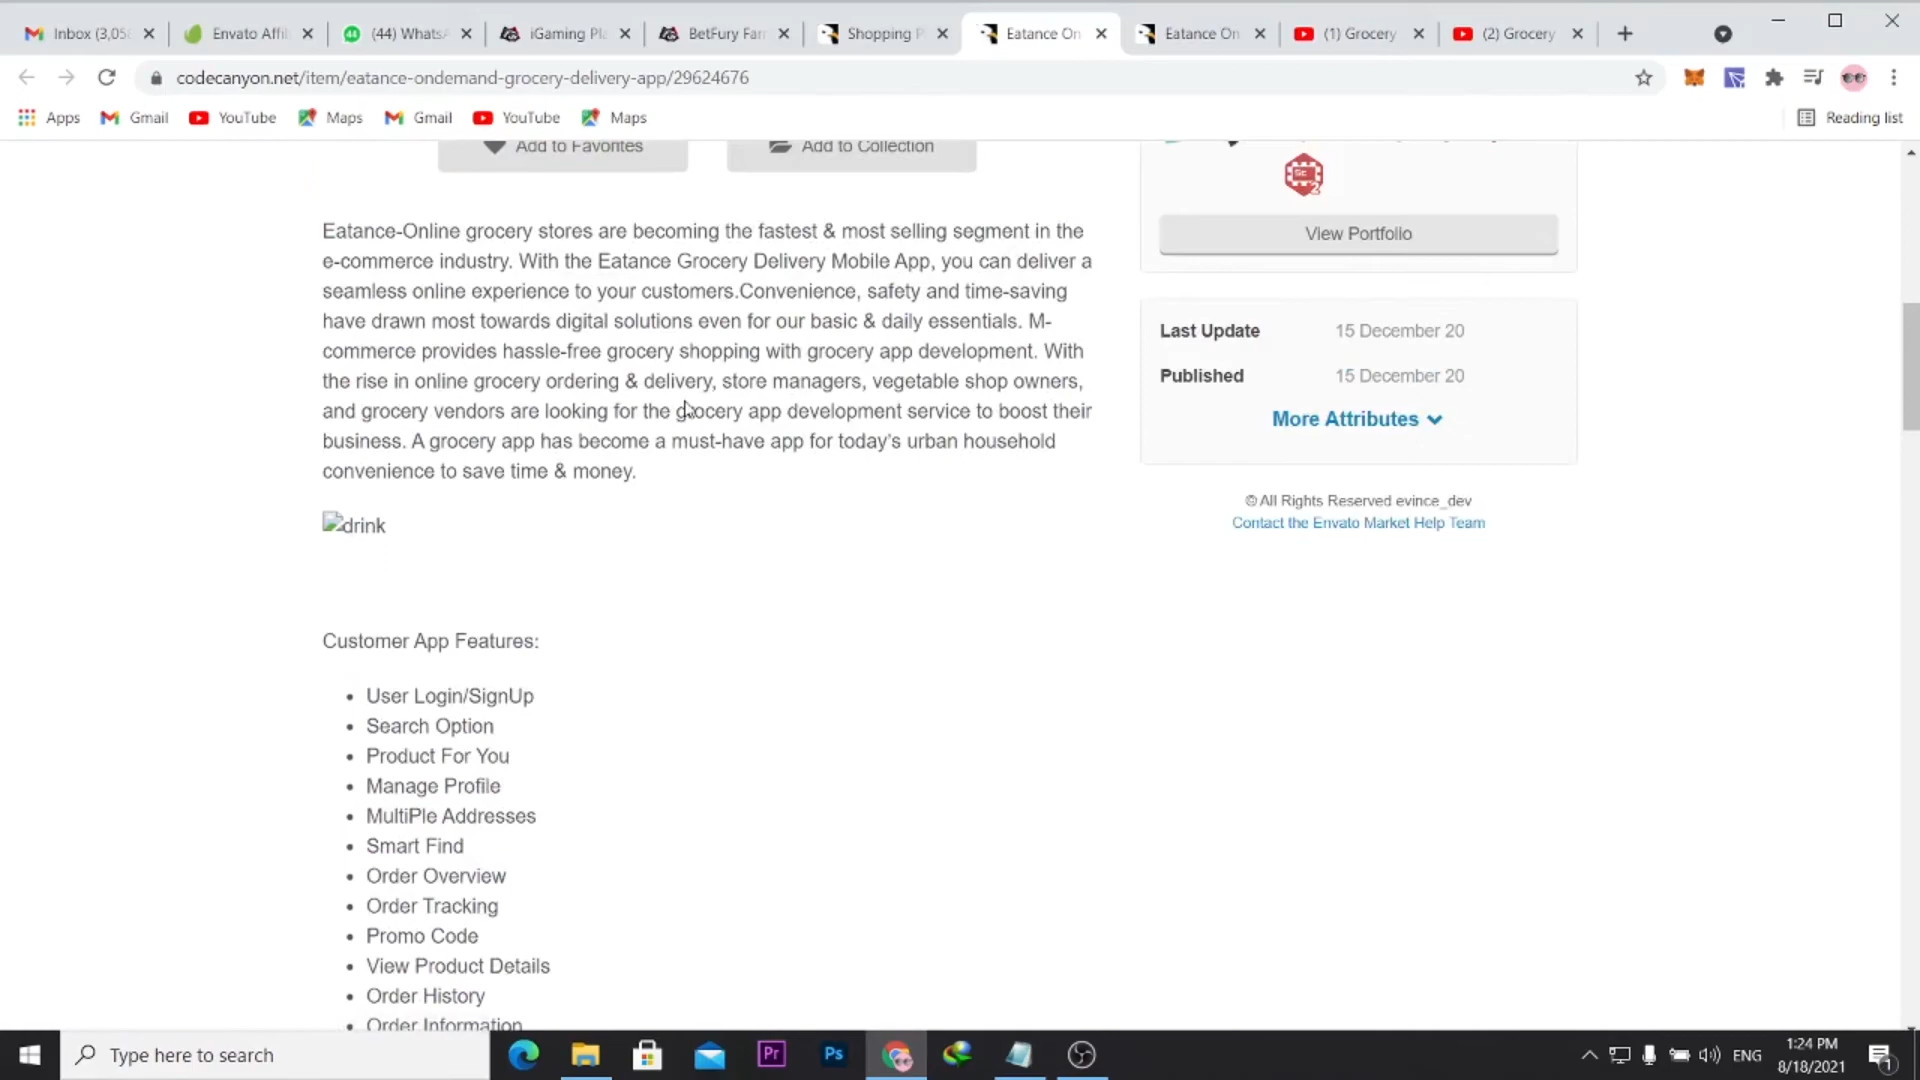 Inbox (3,05
Envato Affil
(44) Whats
iGaming Pl
BetFury Far
Shopping P
Eatance On
Eatance On
(1) Grocery
(2) Grocery
codecanyon.net/item/eatance-ondemand-grocery-delivery-app/29624676
Apps
Gmail
YouTube
Maps
Gmail
YouTube
Maps
Reading list
Add to Favorites
Add to Collection
View Portfolio
Eatance-Online grocery stores are becoming the fastest & most selling segment in the
e-commerce industry. With the Eatance Grocery Delivery Mobile App, you can deliver a
seamless online experience to your customers.Convenience, safety and time-saving
have drawn most towards digital solutions even for our basic & daily essentials. M-
commerce provides hassle-free grocery shopping with grocery app development. With
the rise in online grocery ordering & delivery, store managers, vegetable shop owners,
and grocery vendors are looking for the grocery app development service to boost their
business. A grocery app has become a must-have app for today's urban household
convenience to save time & money.
Last Update 15 December 20
Published 15 December 20
More Attributes
© All Rights Reserved evince_dev
Contact the Envato Market Help Team
drink
Customer App Features:
• User Login/SignUp
• Search Option
• Product For You
• Manage Profile
• MultiPle Addresses
• Smart Find
• Order Overview
• Order Tracking
• Promo Code
• View Product Details
• Order History
• Order Information
Type here to search
Pr
Ps
ENG
1:24 PM
8/18/2021
1